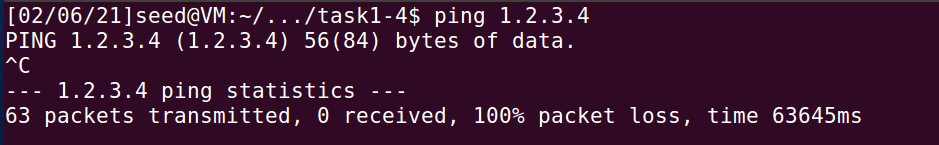 [02/06/21]seed@VM:~/.../task1-4$ ping 1.2.3.4
PING 1.2.3.4 (1.2.3.4) 56(84) bytes of data.
^C
--- 1.2.3.4 ping statistics ---
63 packets transmitted, 0 received, 100% packet loss, time 63645ms